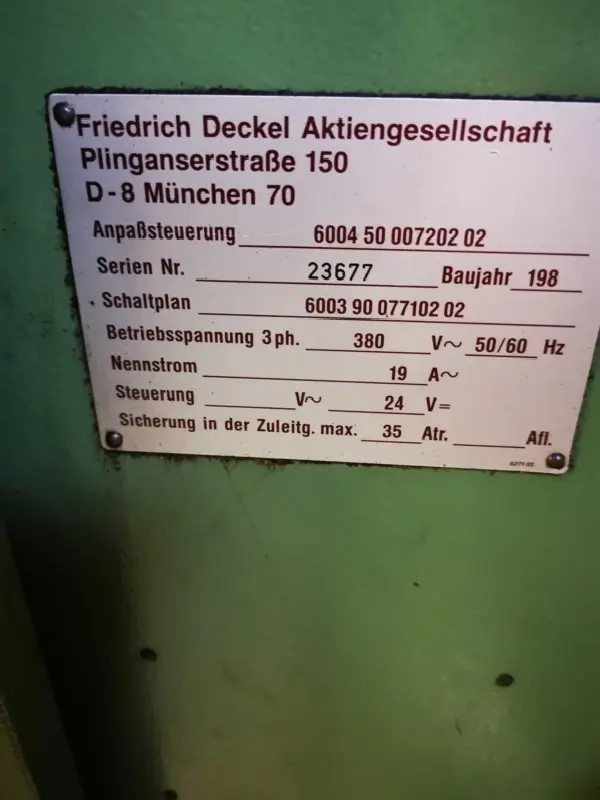 Friedrich Deckel Aktiengesellschaft
Plinganserstraße 150
D-8 München 70
Anpaßsteuerung 6004 50 007202 02
Serien Nr. 23677 Baujahr 198
Schaltplan 6003 90 077102 02
Betriebsspannung 3 ph. 380 V~ 50/60 Hz
Nennstrom 19 A~
Steuerung V~ 24 V=
Sicherung in der Zuleitg. max. 35 Atr. Afl.